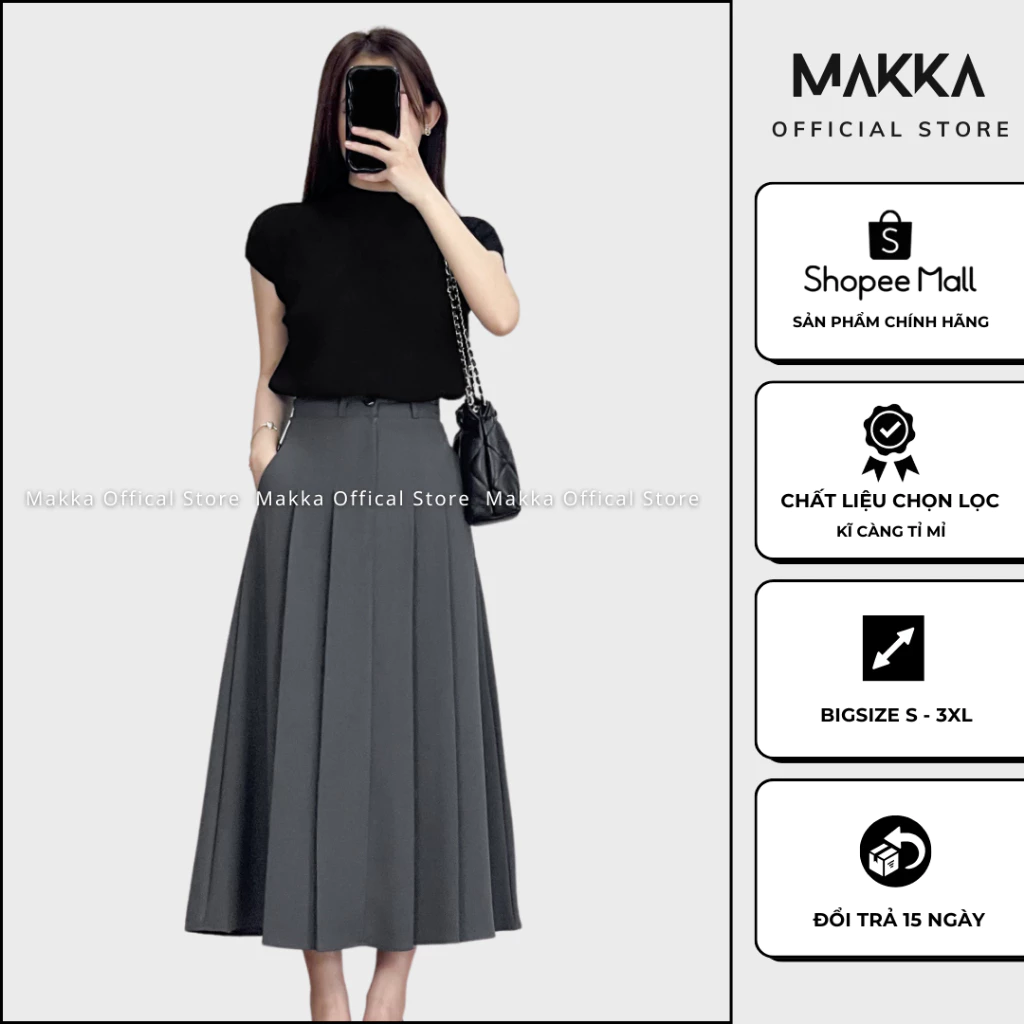 MAKKA
OFFICIAL STORE
S
Shopee Mall
SẢN PHẨM CHÍNH HÃNG
CHẤT LIỆU CHỌN LỌC
KĨ CÀNG TỈ MỈ
BIGSIZE S - 3XL
ĐỔI TRẢ 15 NGÀY
Makka Offical Store Makka Offical Store Makka Offical Store